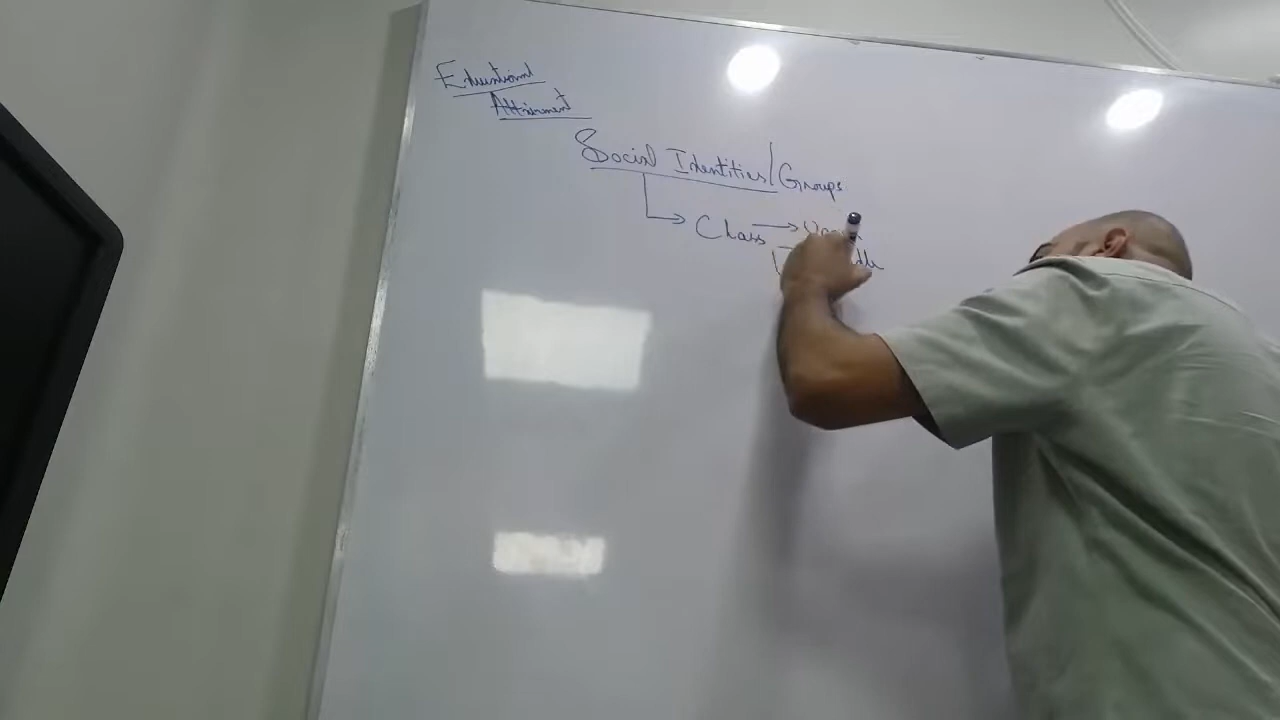 Educational
Attainment
Social Identities/Groups
Class →